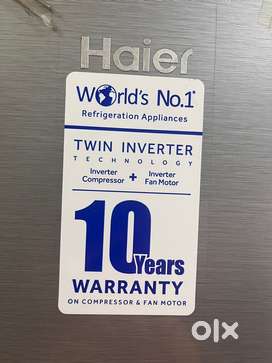 Haier
World's No.1*
Refrigeration Appliances
TWIN INVERTER
TECHNOLOGY
Inverter Compressor + Inverter Fan Motor
10 Years
WARRANTY
ON COMPRESSOR & FAN MOTOR
olx